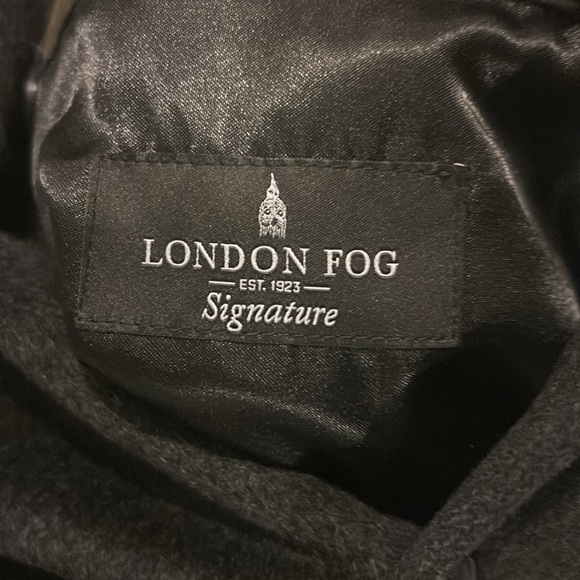 LONDON FOG
EST. 1923
Signature